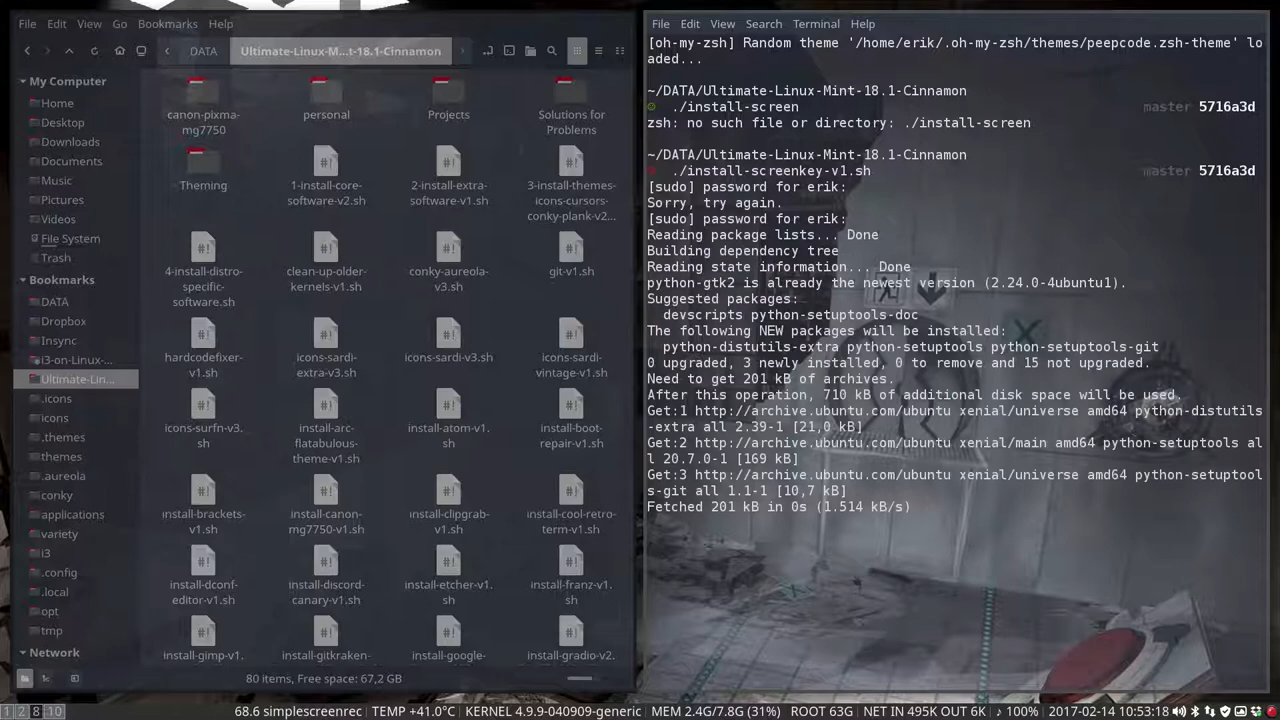 File Edit View Go Bookmarks Help
DATA Ultimate-Linux-M...t-18.1-Cinnamon
My Computer
Home
Desktop
Downloads
Documents
Music
Pictures
Videos
File System
Trash
Bookmarks
DATA
Dropbox
Insync
i3-on-Linux-...
Ultimate-Lin...
.icons
icons
.themes
themes
.aureola
conky
applications
variety
i3
.config
.local
opt
tmp
Network
canon-pixma-
mg7750
personal
Projects
Solutions for
Problems
Theming
1-install-core-
software-v2.sh
2-install-extra-
software-v1.sh
3-install-themes-
icons-cursors-
conky-plank-v2...
4-install-distro-
specific-
software.sh
clean-up-older-
kernels-v1.sh
conky-aureola-
v3.sh
git-v1.sh
hardcodefixer-
v1.sh
icons-sardi-
extra-v3.sh
icons-sardi-v3.sh
icons-sardi-
vintage-v1.sh
icons-surfn-v3.
sh
install-arc-
flatabulous-
theme-v1.sh
install-atom-v1.
sh
install-boot-
repair-v1.sh
install-brackets-
v1.sh
install-canon-
mg7750-v1.sh
install-clipgrab-
v1.sh
install-cool-retro-
term-v1.sh
install-dconf-
editor-v1.sh
install-discord-
canary-v1.sh
install-etcher-v1.
sh
install-franz-v1.
sh
install-gimp-v1.
install-gitkraken-
install-google-
install-gradio-v2.
80 items, Free space: 67,2 GB
File Edit View Search Terminal Help
[oh-my-zsh] Random theme '/home/erik/.oh-my-zsh/themes/peepcode.zsh-theme' lo
aded...
~/DATA/Ultimate-Linux-Mint-18.1-Cinnamon
☺ ./install-screen master 5716a3d
zsh: no such file or directory: ./install-screen
~/DATA/Ultimate-Linux-Mint-18.1-Cinnamon
./install-screenkey-v1.sh master 5716a3d
[sudo] password for erik:
Sorry, try again.
[sudo] password for erik:
Reading package lists... Done
Building dependency tree
Reading state information... Done
python-gtk2 is already the newest version (2.24.0-4ubuntu1).
Suggested packages:
devscripts python-setuptools-doc
The following NEW packages will be installed:
python-distutils-extra python-setuptools python-setuptools-git
0 upgraded, 3 newly installed, 0 to remove and 15 not upgraded.
Need to get 201 kB of archives.
After this operation, 710 kB of additional disk space will be used.
Get:1 http://archive.ubuntu.com/ubuntu xenial/universe amd64 python-distutils
-extra all 2.39-1 [21,0 kB]
Get:2 http://archive.ubuntu.com/ubuntu xenial/main amd64 python-setuptools al
l 20.7.0-1 [169 kB]
Get:3 http://archive.ubuntu.com/ubuntu xenial/universe amd64 python-setuptool
s-git all 1.1-1 [10,7 kB]
Fetched 201 kB in 0s (1.514 kB/s)
1 2 8 10
68.6 simplescreenrec TEMP +41.0°C KERNEL 4.9.9-040909-generic MEM 2.4G/7.8G (31%) ROOT 63G NET IN 495K OUT 6K ♪ 100% 2017-02-14 10:53:18